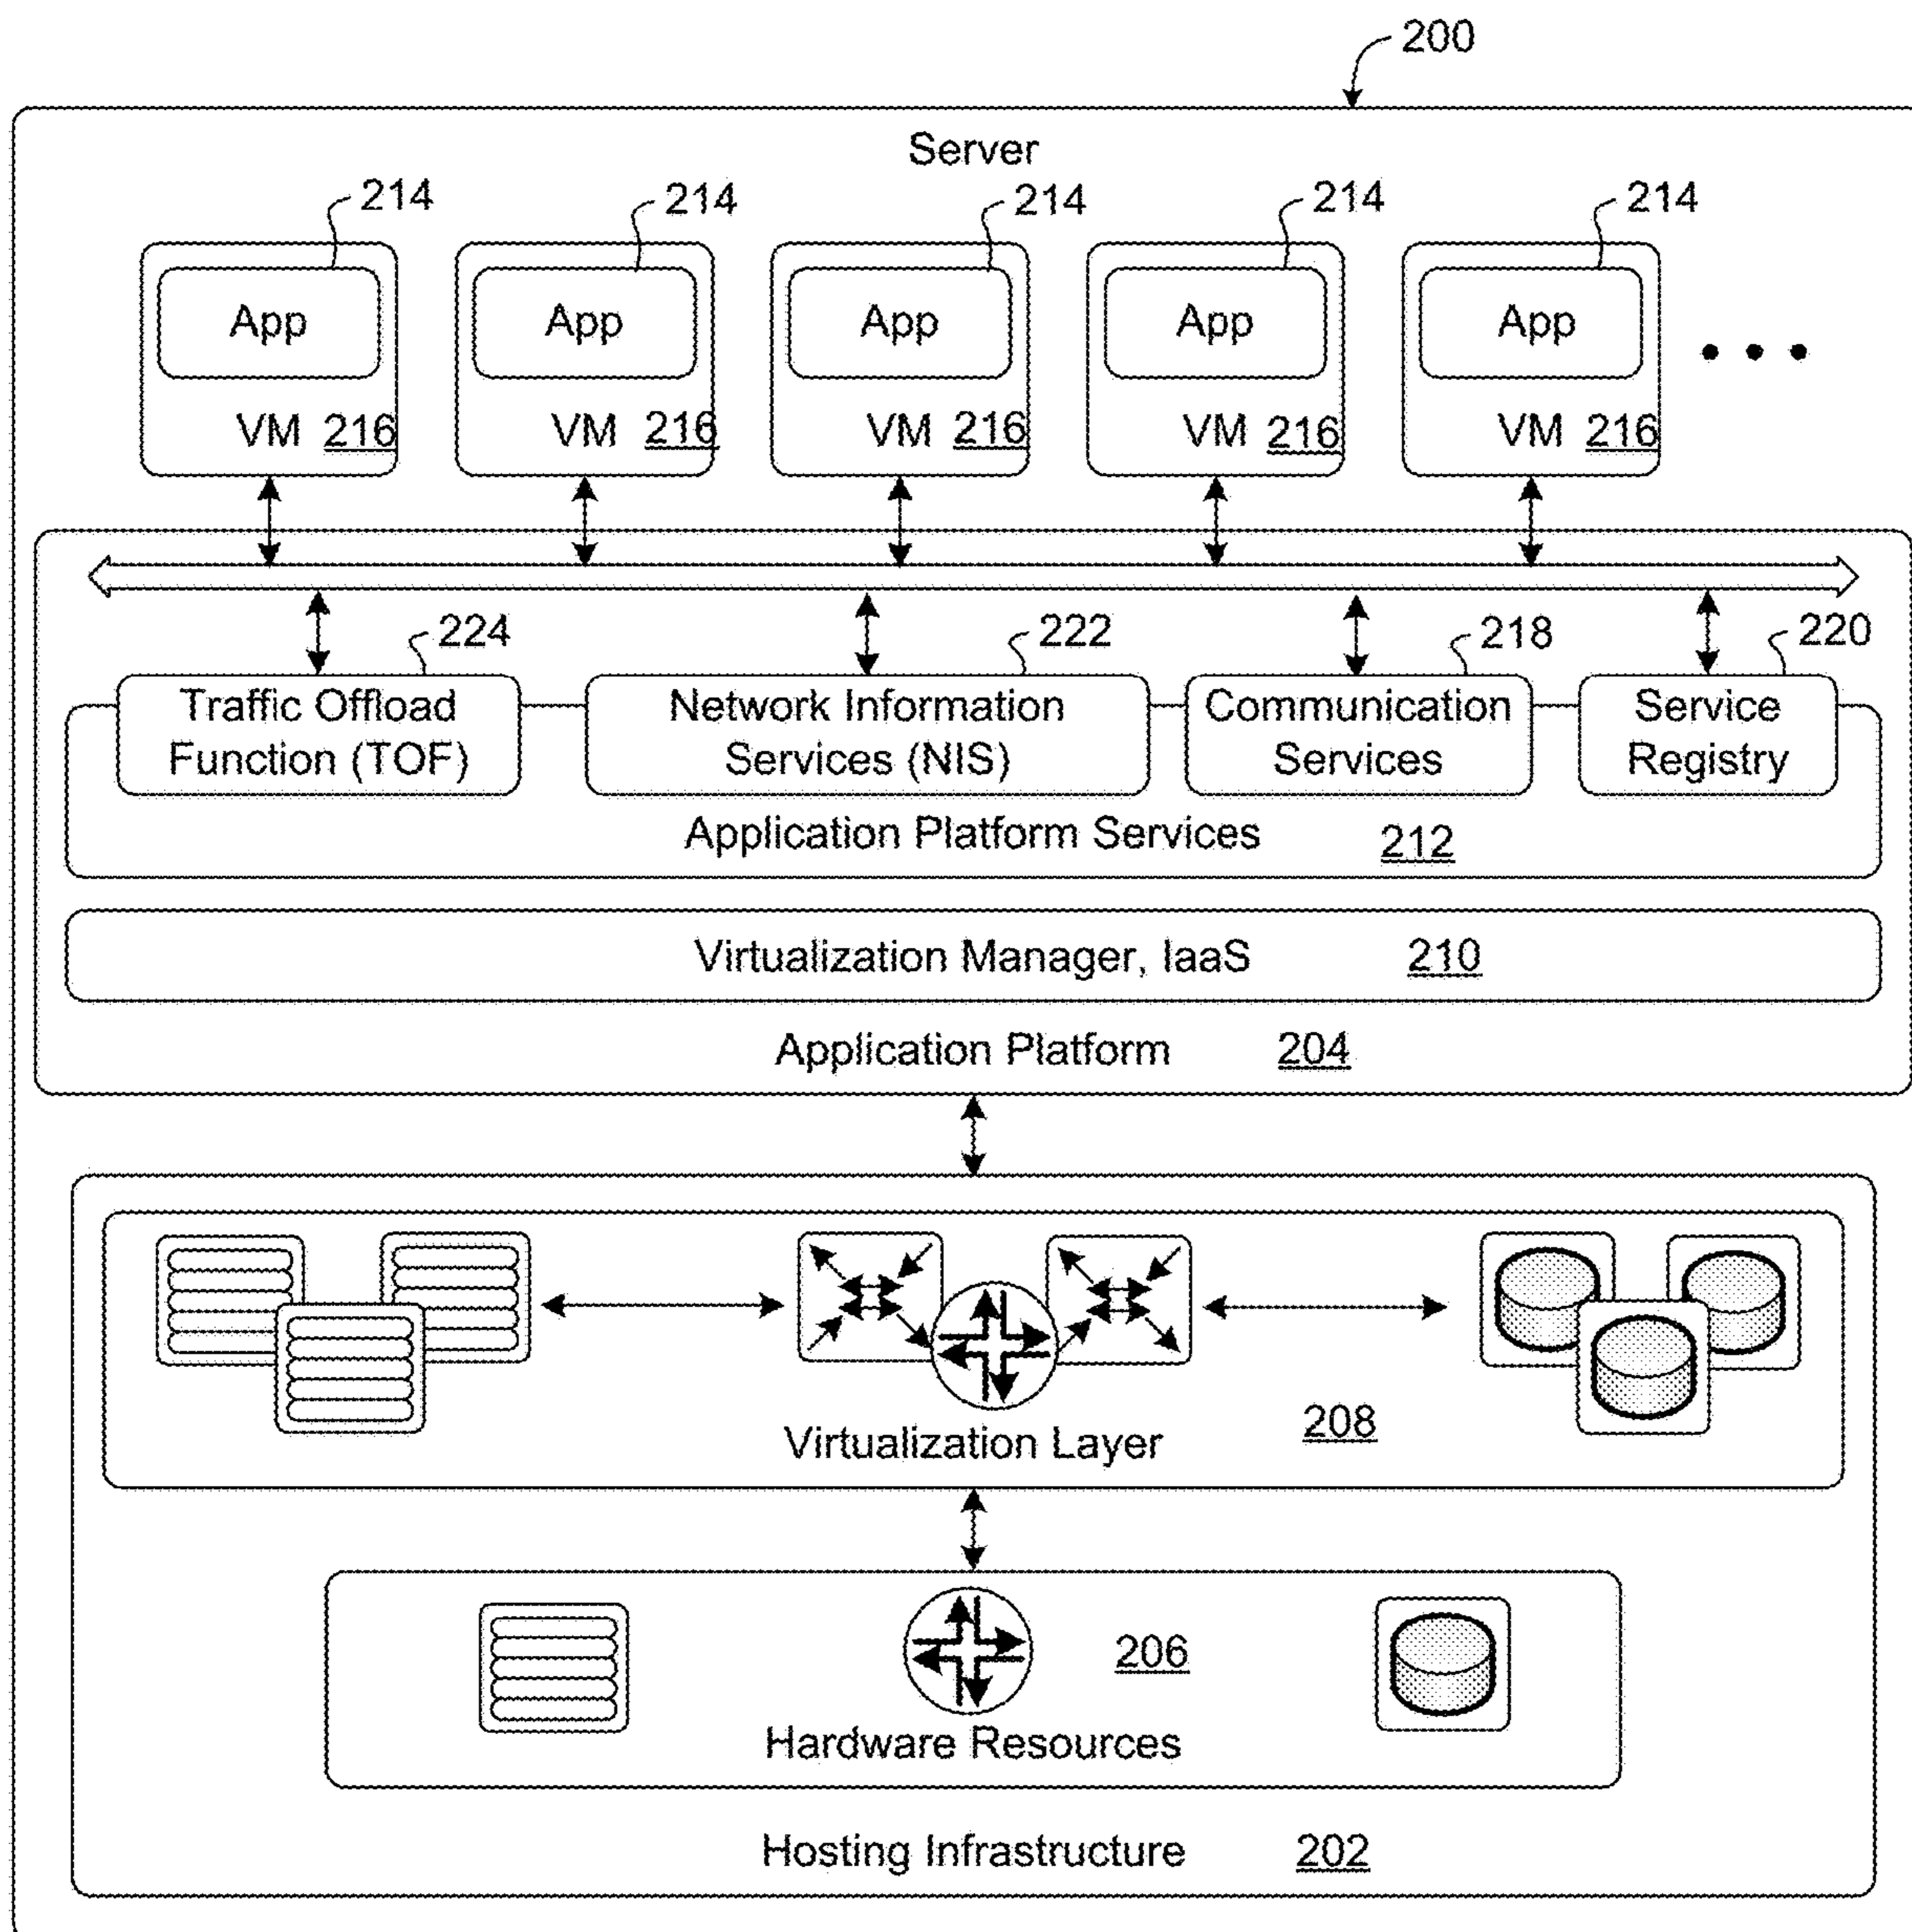 200
Server
214 214 214 214 214
App App App App App
VM 216 VM 216 VM 216 VM 216 VM 216
224 222 218 220
Traffic Offload
Function (TOF)
Network Information
Services (NIS)
Communication
Services
Service
Registry
Application Platform Services 212
Virtualization Manager, IaaS 210
Application Platform 204
Virtualization Layer 208
206
Hardware Resources
Hosting Infrastructure 202